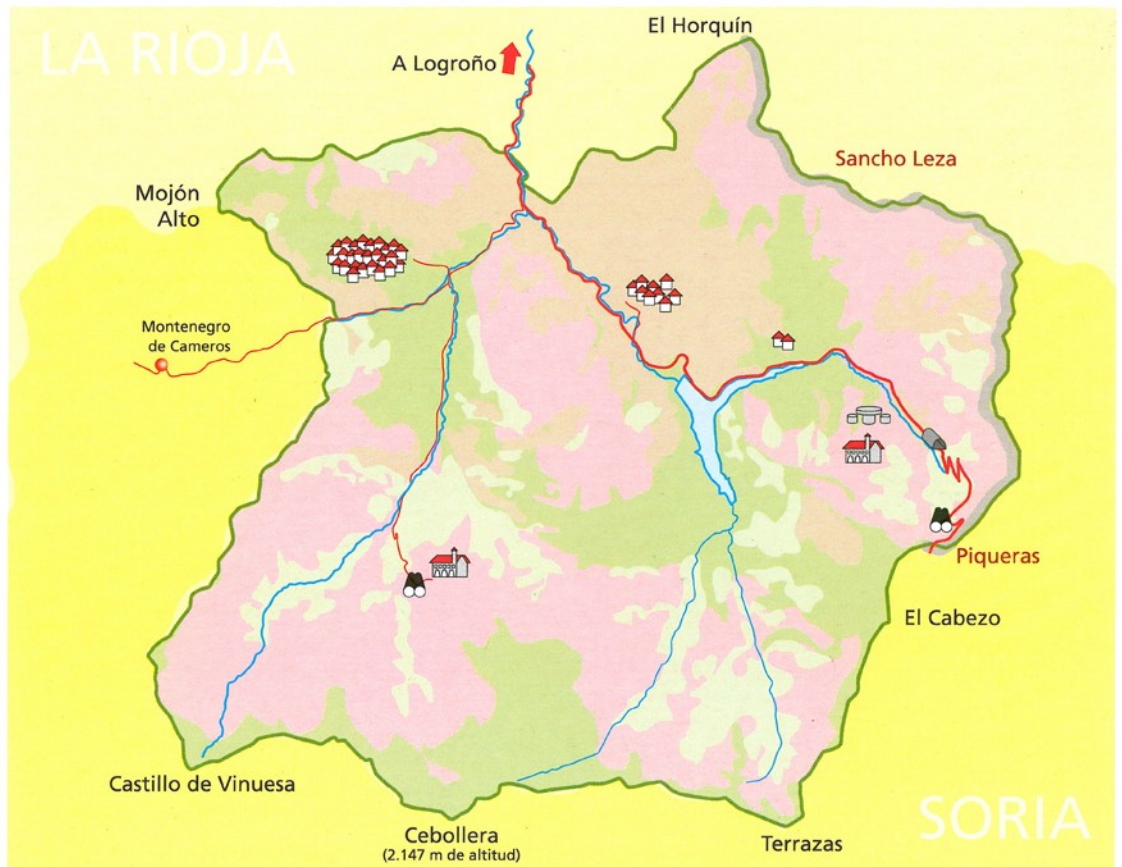 LA RIOJA
El Horquín
A Logroño
Sancho Leza
Mojón
Alto
Montenegro
de Cameros
Piqueras
El Cabezo
Castillo de Vinuesa
Cebollera
(2.147 m de altitud)
Terrazas
SORIA